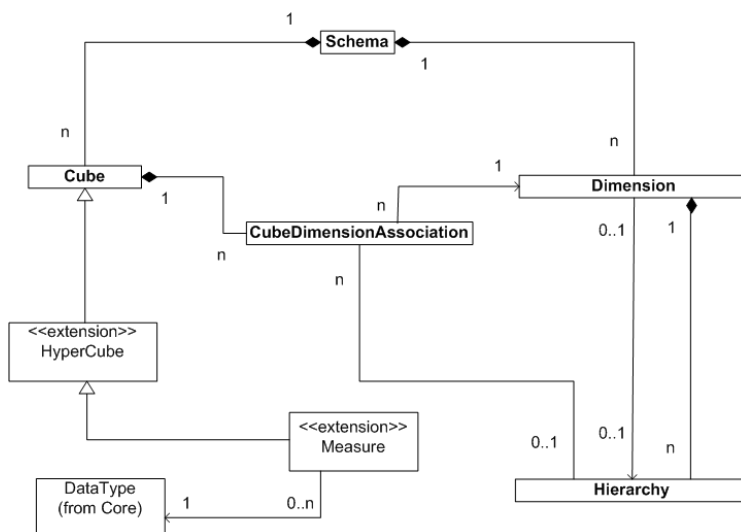 1
Schema
1
n
n
Cube
1
1
Dimension
n
CubeDimensionAssociation
0..1
1
n
n
<<extension>>
HyperCube
<<extension>>
Measure
0..1
0..1
n
DataType
(from Core)
1
0..n
Hierarchy